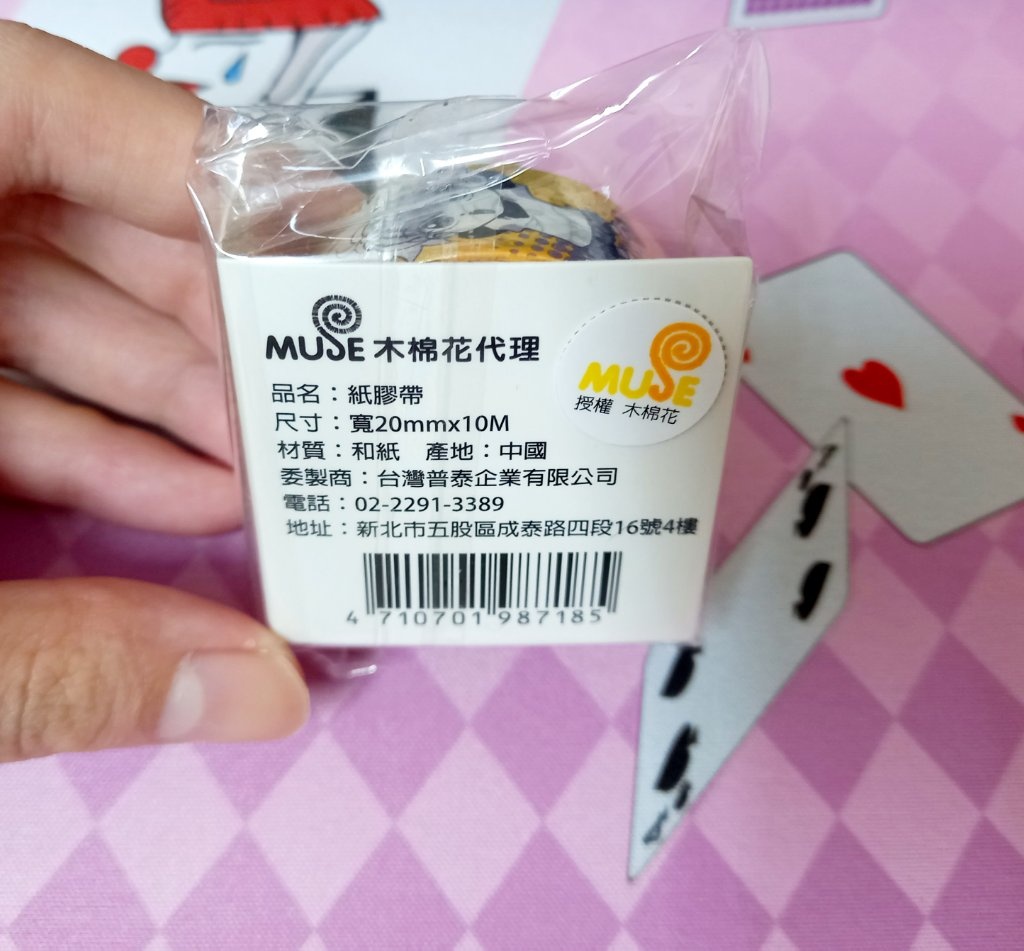 MUSE 木棉花代理
MUSE
授權 木棉花
品名：紙膠帶
尺寸：寬20mmx10M
材質：和紙 產地：中國
委製商：台灣普泰企業有限公司
電話：02-2291-3389
地址：新北市五股區成泰路四段16號4樓
4 710701 987185